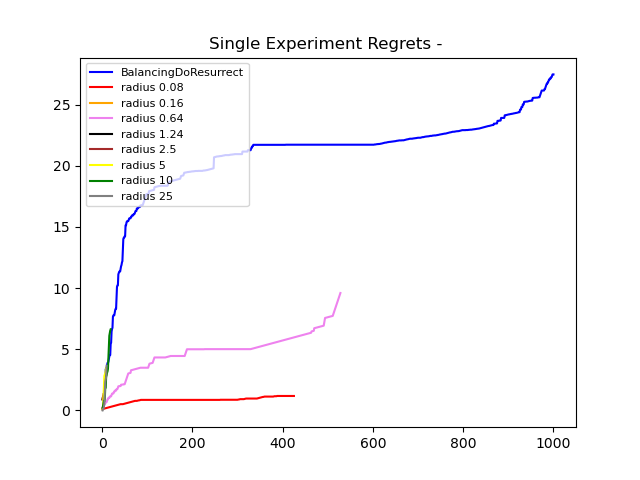 Single Experiment Regrets -
BalancingDoResurrect
radius 0.08
radius 0.16
radius 0.64
radius 1.24
radius 2.5
radius 5
radius 10
radius 25
25
20
15
10
5
0
0 200 400 600 800 1000